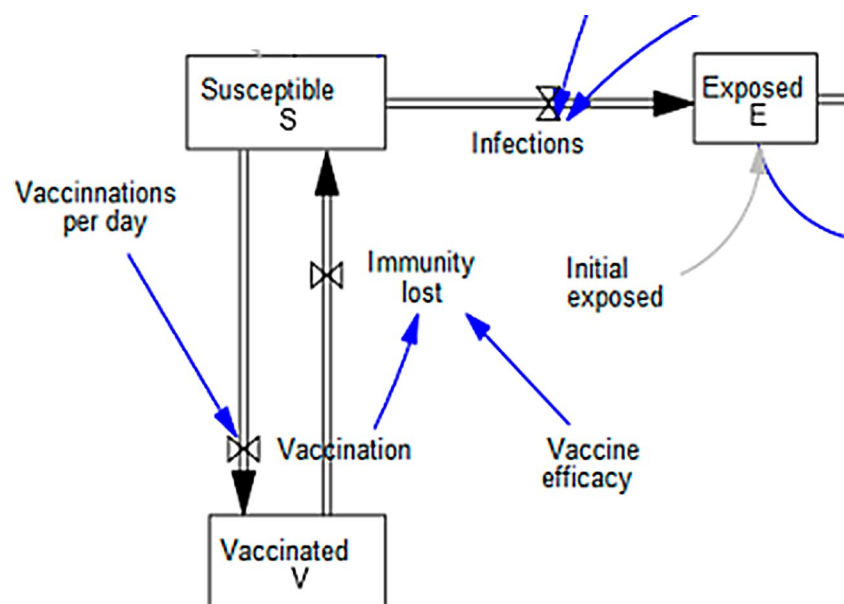 Susceptible
S
Exposed
E
Infections
Vaccinnations
per day
Immunity
lost
Initial
exposed
Vaccination
Vaccine
efficacy
Vaccinated
V